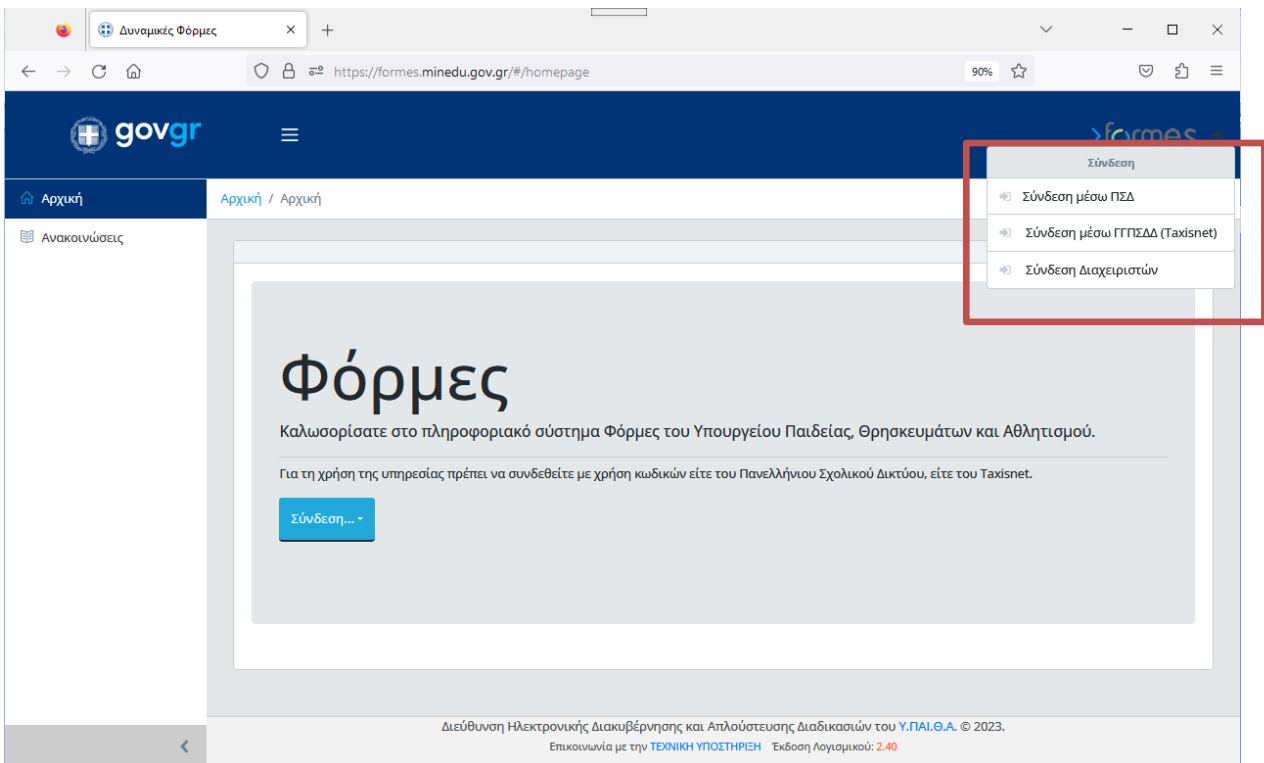 Δυναμικές Φόρμες
https://formes.minedu.gov.gr/#/homepage
90%
govgr
formes
Σύνδεση
Σύνδεση μέσω ΠΣΔ
Σύνδεση μέσω ΓΓΠΣΔΔ (Taxisnet)
Σύνδεση Διαχειριστών
Αρχική
Αρχική / Αρχική
Ανακοινώσεις
Φόρμες
Καλωσορίσατε στο πληροφοριακό σύστημα Φόρμες του Υπουργείου Παιδείας, Θρησκευμάτων και Αθλητισμού.
Για τη χρήση της υπηρεσίας πρέπει να συνδεθείτε με χρήση κωδικών είτε του Πανελλήνιου Σχολικού Δικτύου, είτε του Taxisnet.
Σύνδεση...
Διεύθυνση Ηλεκτρονικής Διακυβέρνησης και Απλούστευσης Διαδικασιών του Υ.ΠΑΙ.Θ.Α. © 2023.
Επικοινωνία με την ΤΕΧΝΙΚΗ ΥΠΟΣΤΗΡΙΞΗ Έκδοση Λογισμικού: 2.40